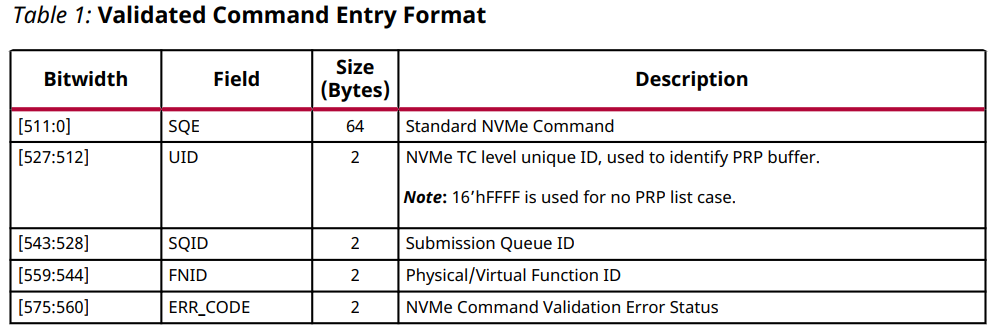 Table 1: Validated Command Entry Format
Bitwidth Field Size (Bytes) Description
[511:0] SQE 64 Standard NVMe Command
[527:512] UID 2 NVMe TC level unique ID, used to identify PRP buffer.
Note: 16’hFFFF is used for no PRP list case.
[543:528] SQID 2 Submission Queue ID
[559:544] FNID 2 Physical/Virtual Function ID
[575:560] ERR_CODE 2 NVMe Command Validation Error Status